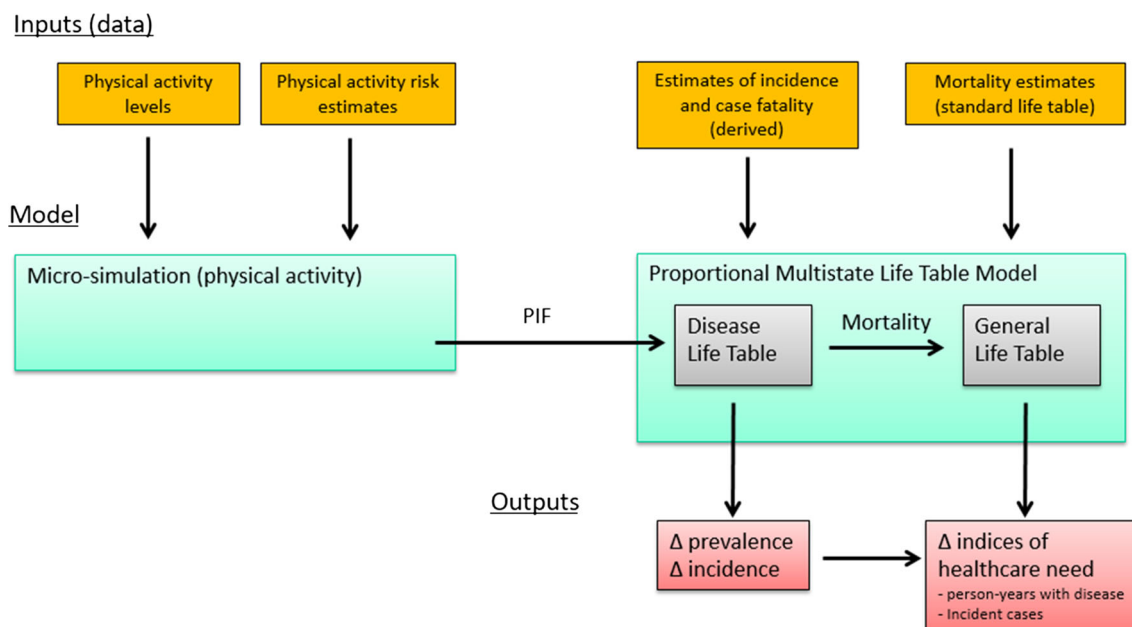 Inputs (data)
Physical activity
levels
Physical activity risk
estimates
Estimates of incidence
and case fatality
(derived)
Mortality estimates
(standard life table)
Model
Micro-simulation (physical activity)
PIF
Proportional Multistate Life Table Model
Disease
Life Table
Mortality
General
Life Table
Outputs
Δ prevalence
Δ incidence
Δ indices of
healthcare need
- person-years with disease
- Incident cases